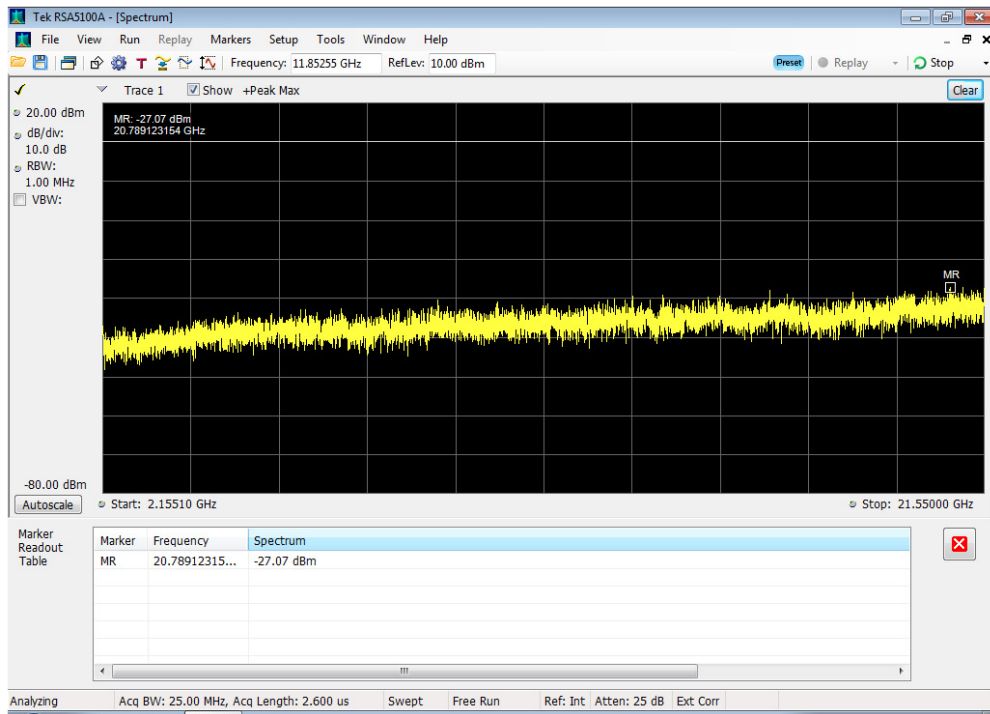 Tek RSA5100A - [Spectrum]
File View Run Replay Markers Setup Tools Window Help
T Frequency: 11.85255 GHz RefLev: 10.00 dBm Preset Replay Stop
Trace 1 Show +Peak Max Clear
20.00 dBm
dB/div:
10.0 dB
RBW:
1.00 MHz
VBW:
MR: -27.07 dBm
20.789123154 GHz
MR
-80.00 dBm
Autoscale Start: 2.15510 GHz Stop: 21.55000 GHz
Marker
Readout
Table
Marker Frequency Spectrum
MR 20.78912315... -27.07 dBm
Analyzing Acq BW: 25.00 MHz, Acq Length: 2.600 us Swept Free Run Ref: Int Atten: 25 dB Ext Corr